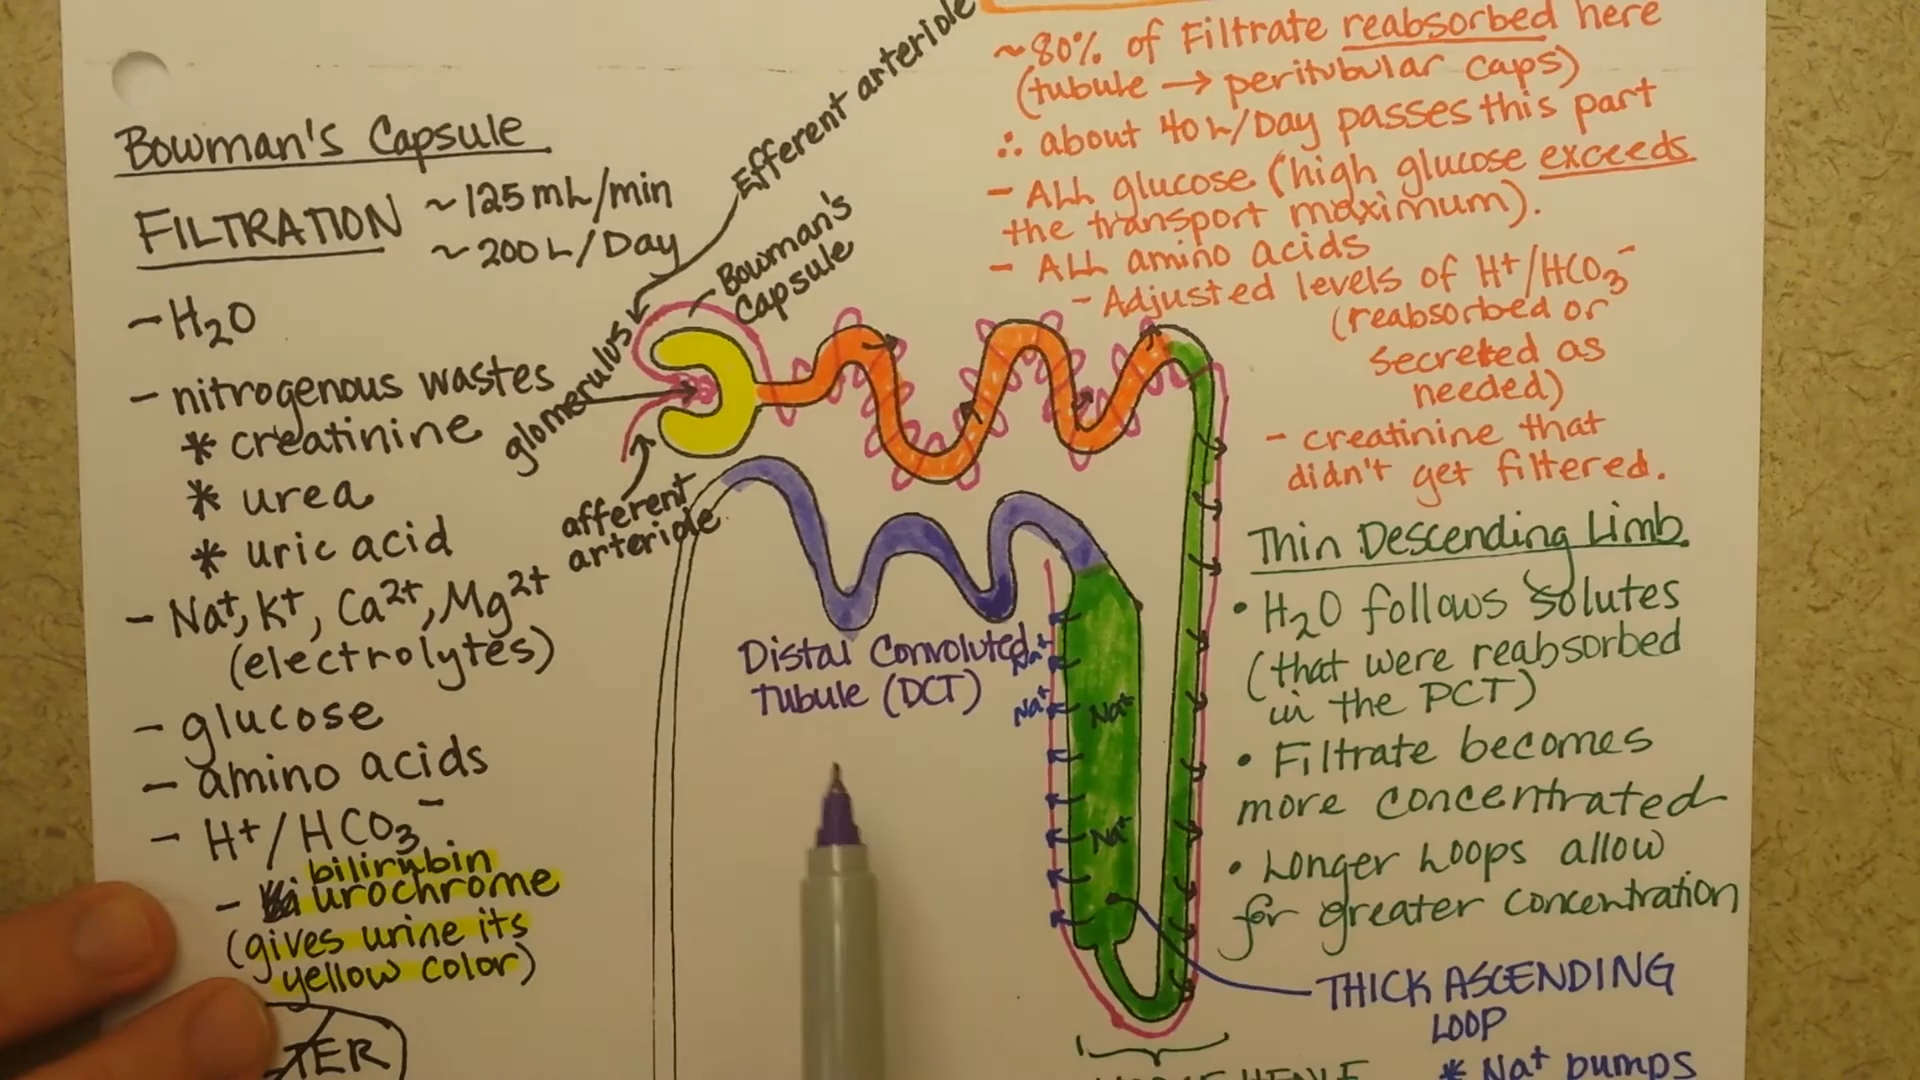 Bowman's Capsule
FILTRATION ~125mL/min
~200L/Day
- H2O
- nitrogenous wastes
* creatinine
* urea
* uric acid
- Na+, K+, Ca2+, Mg2+
(electrolytes)
- glucose
- amino acids
- H+/HCO3-
bilirubin
- urochrome
(gives urine its
yellow color)
TER
Efferent arteriole
Bowman's
Capsule
glomerulus
afferent
arteriole
Distal Convoluted
Tubule (DCT)
Na+
Na+
Na+
Na+
~80% of Filtrate reabsorbed here
(tubule → peritubular caps)
∴ about 40L/Day passes this part
- ALL glucose (high glucose exceeds
the transport maximum).
- ALL amino acids
- Adjusted levels of H+/HCO3-
(reabsorbed or
secreted as
needed)
- creatinine that
didn't get filtered.
Thin Descending Limb
• H2O follows solutes
(that were reabsorbed
in the PCT)
• Filtrate becomes
more concentrated
• Longer Loops allow
for greater concentration
THICK ASCENDING
LOOP
* Na+ pumps